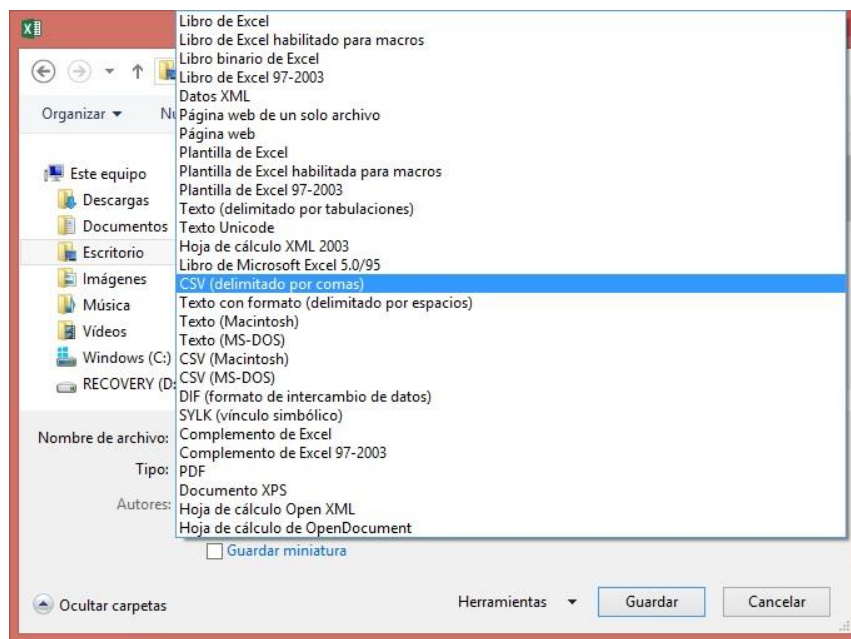 Libro de Excel
Libro de Excel habilitado para macros
Libro binario de Excel
Libro de Excel 97-2003
Datos XML
Página web de un solo archivo
Página web
Plantilla de Excel
Plantilla de Excel habilitada para macros
Plantilla de Excel 97-2003
Texto (delimitado por tabulaciones)
Texto Unicode
Hoja de cálculo XML 2003
Libro de Microsoft Excel 5.0/95
CSV (delimitado por comas)
Texto con formato (delimitado por espacios)
Texto (Macintosh)
Texto (MS-DOS)
CSV (Macintosh)
CSV (MS-DOS)
DIF (formato de intercambio de datos)
SYLK (vínculo simbólico)
Complemento de Excel
Complemento de Excel 97-2003
PDF
Documento XPS
Hoja de cálculo Open XML
Hoja de cálculo de OpenDocument
Organizar
Este equipo
Descargas
Documentos
Escritorio
Imágenes
Música
Vídeos
Windows (C:)
RECOVERY (D:
Nombre de archivo:
Tipo:
Autores:
Guardar miniatura
Ocultar carpetas
Herramientas
Guardar
Cancelar